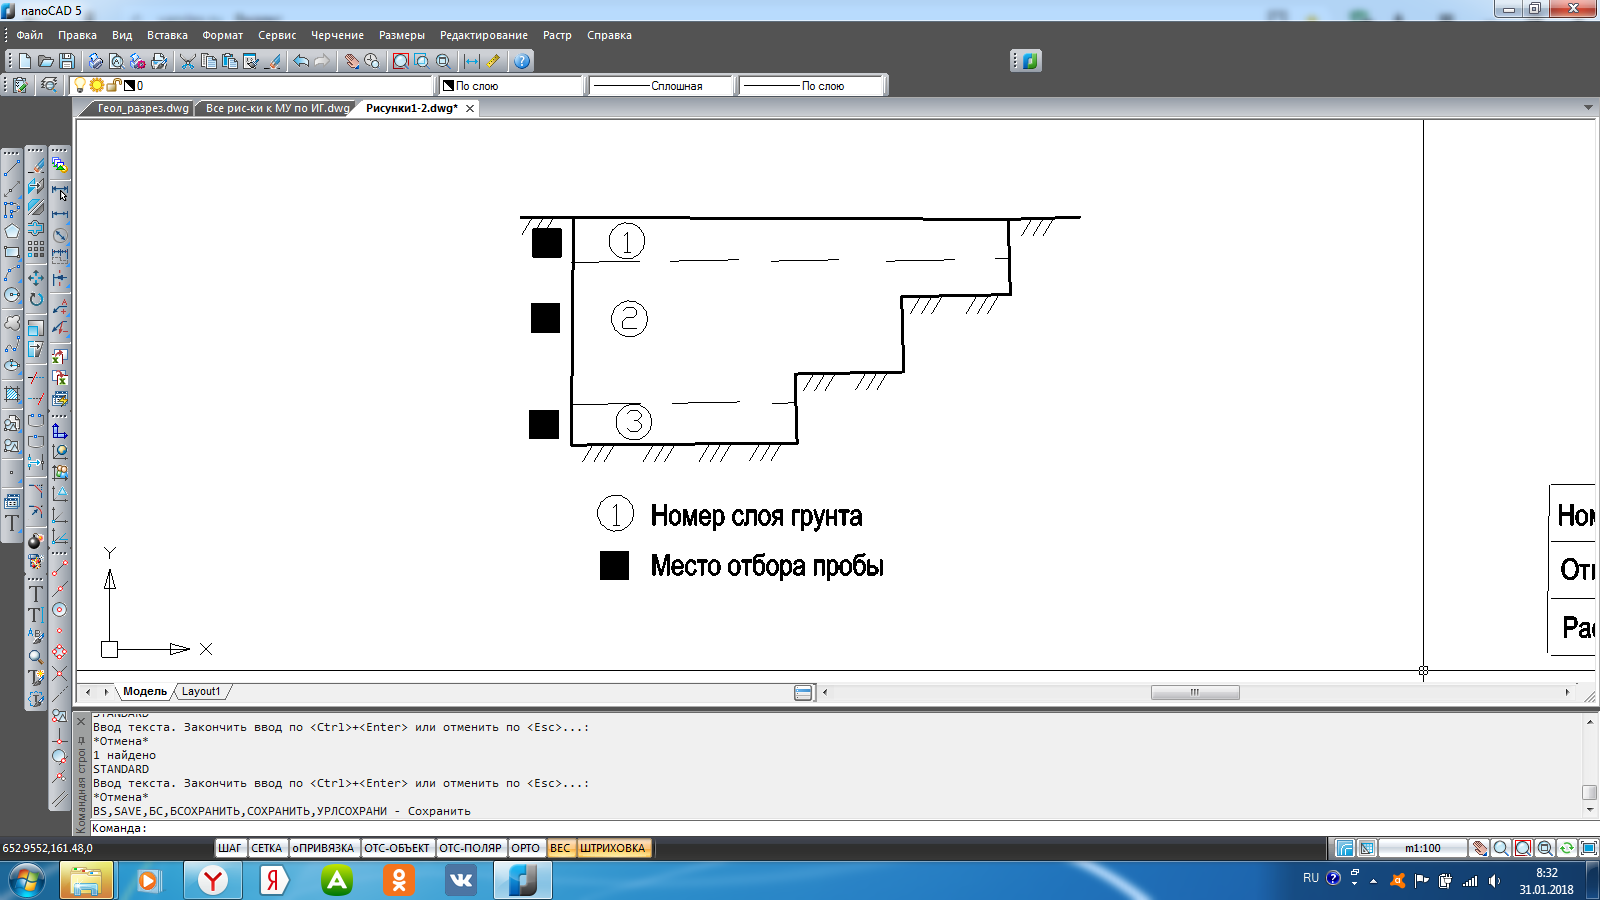 nanoCAD 5
Файл Правка Вид Вставка Формат Сервис Черчение Размеры Редактирование Растр Справка
0 По слою Сплошная По слою
Геол_разрез.dwg Все рис-ки к МУ по ИГ.dwg Рисунки1-2.dwg*
1
2
3
1 Номер слоя грунта
Место отбора пробы
Y
X
Модель Layout1
STANDARD
Ввод текста. Закончить ввод по <Ctrl>+<Enter> или отменить по <Esc>...:
*Отмена*
1 найдено
STANDARD
Ввод текста. Закончить ввод по <Ctrl>+<Enter> или отменить по <Esc>...:
*Отмена*
BS,SAVE,БС,БСОХРАНИТЬ,СОХРАНИТЬ,УРЛСОХРАНИ - Сохранить
Команда:
652.9552,161.48,0 ШАГ СЕТКА оПРИВЯЗКА ОТС-ОБЪЕКТ ОТС-ПОЛЯР ОРТО ВЕС ШТРИХОВКА m1:100
RU 8:32
31.01.2018